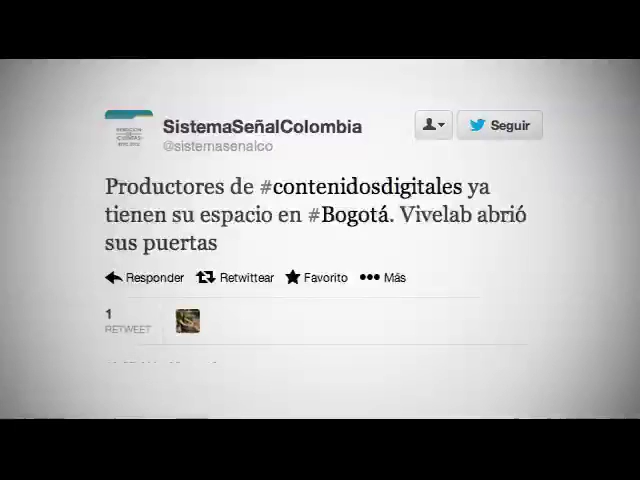 SistemaSeñalColombia
@sistemasenalco
Seguir
Productores de #contenidosdigitales ya
tienen su espacio en #Bogotá. Vivelab abrió
sus puertas
Responder Retwittear Favorito Más
1
RETWEET